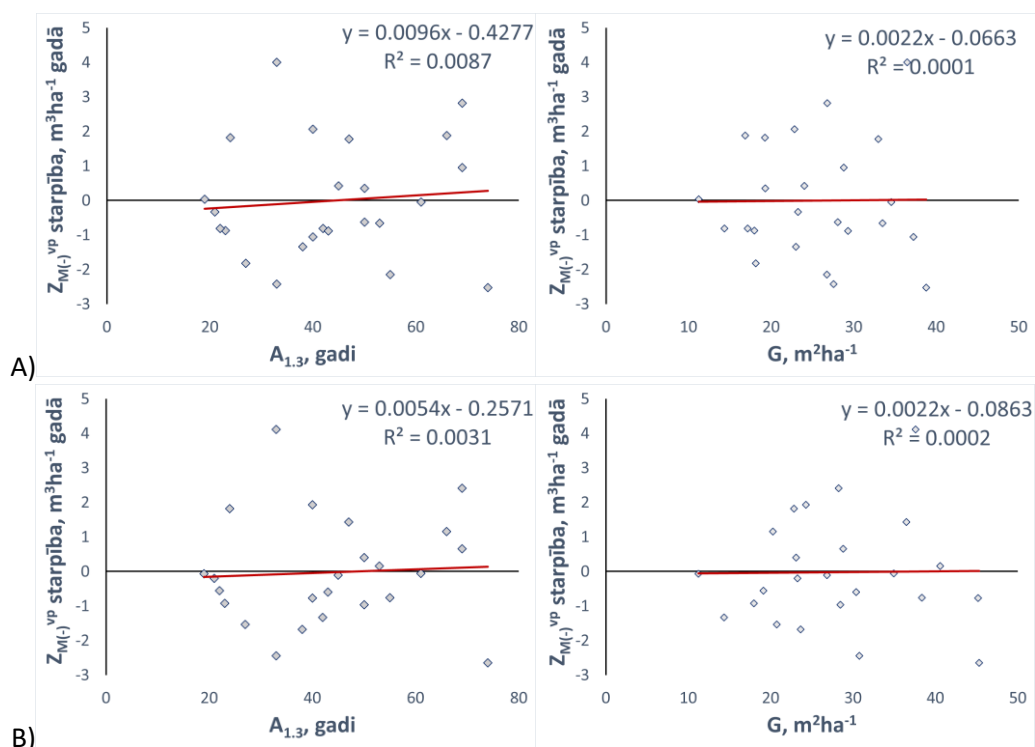 A)
y = 0.0096x - 0.4277
R² = 0.0087
Z_M(-)^vp starpība, m³ha⁻¹ gadā
5
4
3
2
1
0
-1
-2
-3
0 20 40 60 80
A₁.₃, gadi
y = 0.0022x - 0.0663
R² = 0.0001
Z_M(-)^vp starpība, m³ha⁻¹ gadā
5
4
3
2
1
0
-1
-2
-3
0 10 20 30 40 50
G, m²ha⁻¹
B)
y = 0.0054x - 0.2571
R² = 0.0031
Z_M(-)^vp starpība, m³ha⁻¹ gadā
5
4
3
2
1
0
-1
-2
-3
0 20 40 60 80
A₁.₃, gadi
y = 0.0022x - 0.0863
R² = 0.0002
Z_M(-)^vp starpība, m³ha⁻¹ gadā
5
4
3
2
1
0
-1
-2
-3
0 10 20 30 40 50
G, m²ha⁻¹